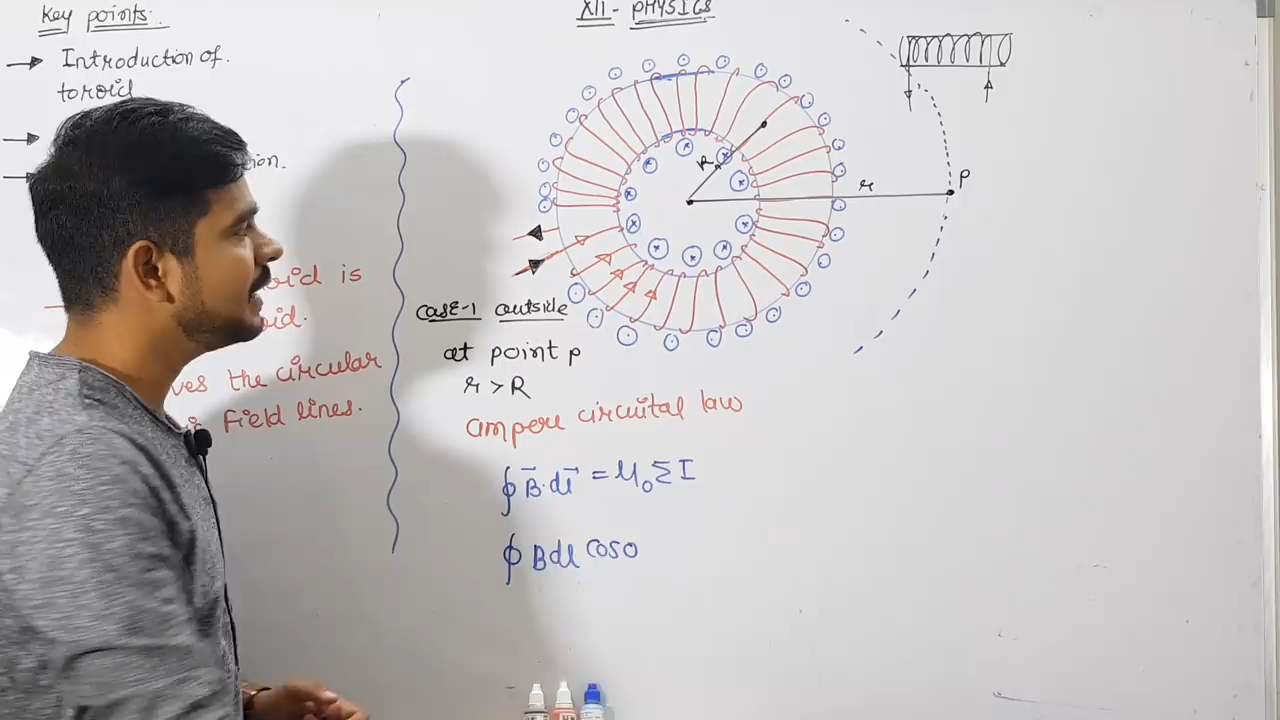 Key points:
XII - PHYSICS
→ Introduction of
toroid
ion.
oid is
oid.
ves the circular
Field lines.
R
r
P
CASE-1 outside
at point p
r > R
ampere circuital law
∮ B⃗·dl⃗ = μ₀ΣI
∮ Bdl cos0